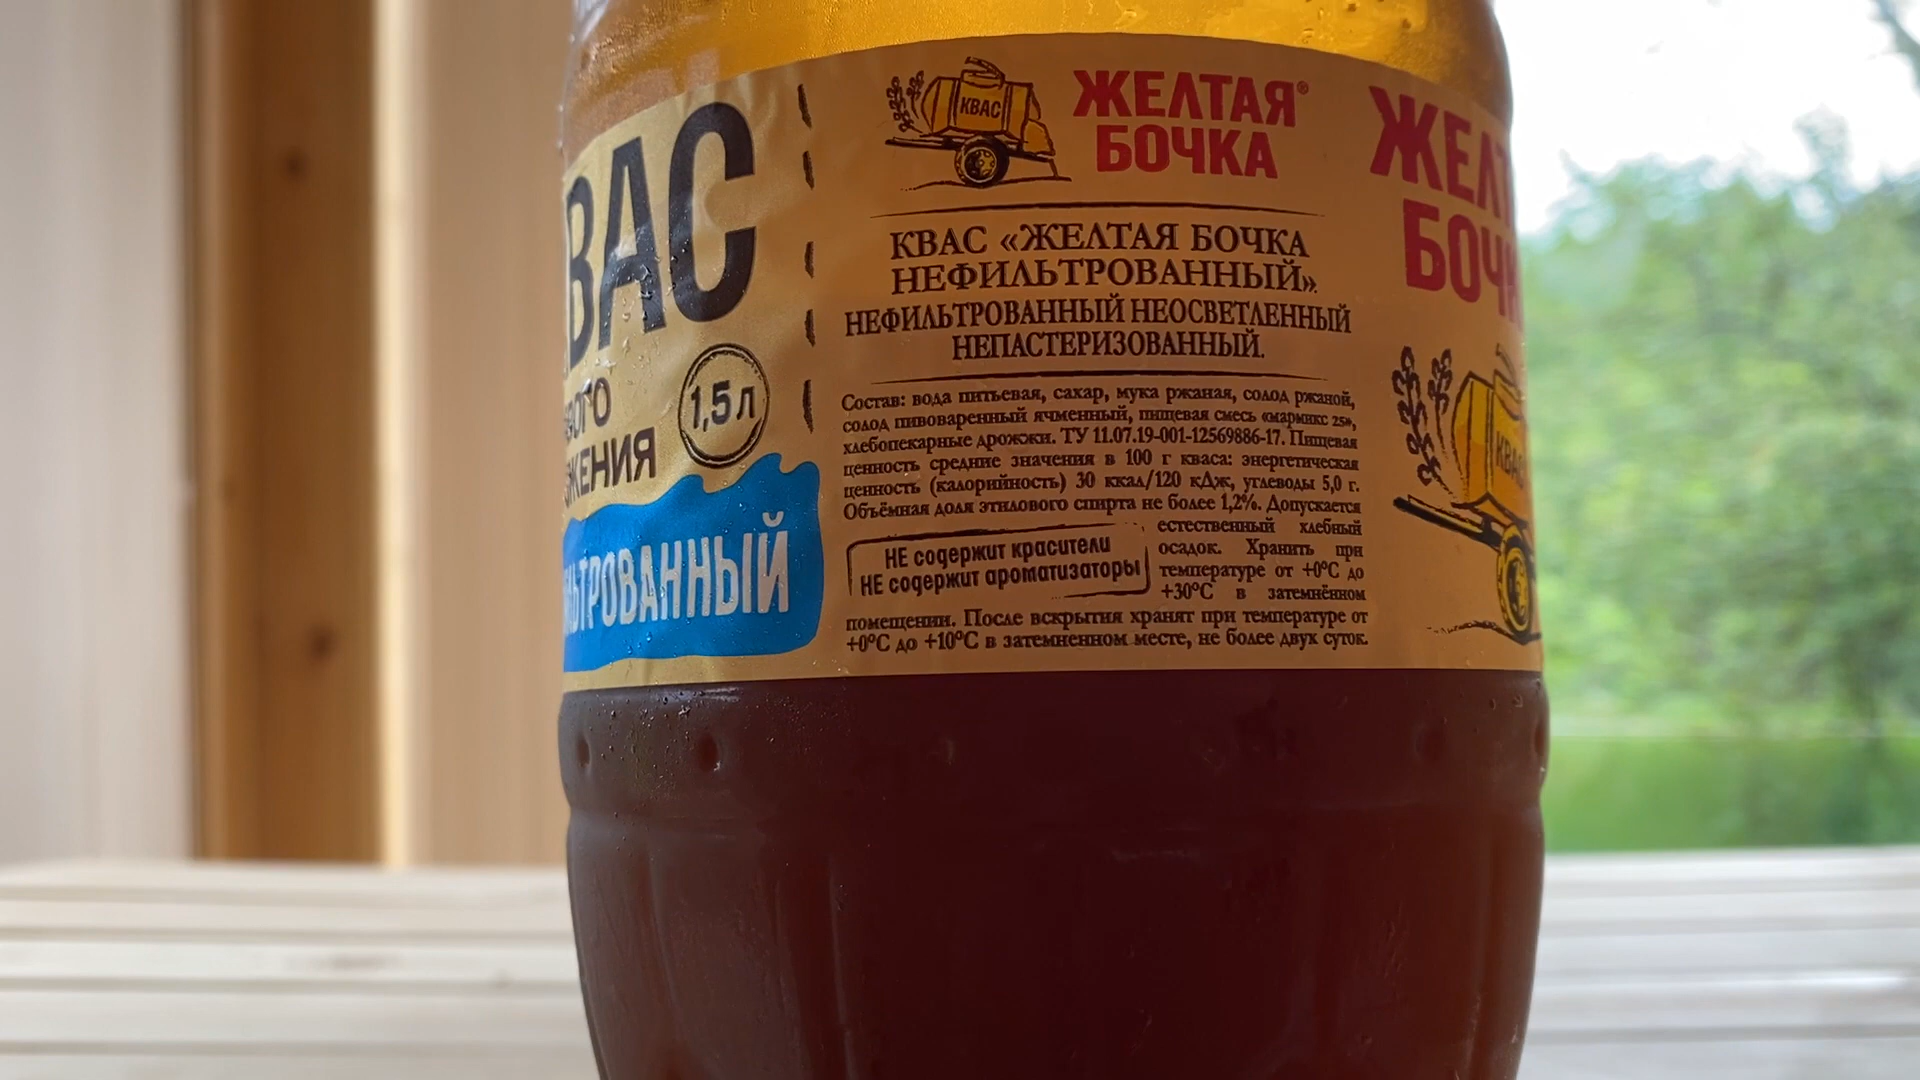 ВАС
1,5 л
КВАС
ЖЕЛТАЯ®
БОЧКА
КВАС «ЖЕЛТАЯ БОЧКА
НЕФИЛЬТРОВАННЫЙ».
НЕФИЛЬТРОВАННЫЙ НЕОСВЕТЛЕННЫЙ
НЕПАСТЕРИЗОВАННЫЙ.
Состав: вода питьевая, сахар, мука ржаная, солод ржаной,
солод пивоваренный ячменный, пищевая смесь «мармикс 25»,
хлебопекарные дрожжи. ТУ 11.07.19-001-12569886-17. Пищевая
ценность средние значения в 100 г кваса: энергетическая
ценность (калорийность) 30 ккал/120 кДж, углеводы 5,0 г.
Объёмная доля этилового спирта не более 1,2%. Допускается
естественный хлебный
осадок. Хранить при
температуре от +0°С до
+30°С в затемнённом
НЕ содержит красители
НЕ содержит ароматизаторы
помещении. После вскрытия хранят при температуре от
+0°С до +10°С в затемненном месте, не более двух суток.
ЖЕЛТ
БОЧК
КВАС